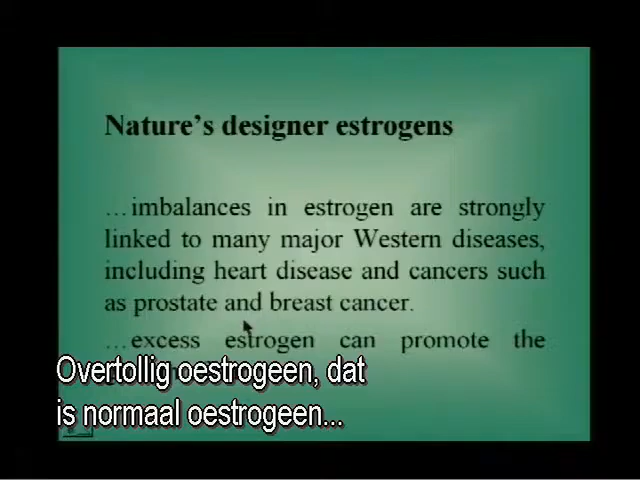 Nature's designer estrogens
…imbalances in estrogen are strongly
linked to many major Western diseases,
including heart disease and cancers such
as prostate and breast cancer.
…excess estrogen can promote the
Overtollig oestrogeen, dat
is normaal oestrogeen...